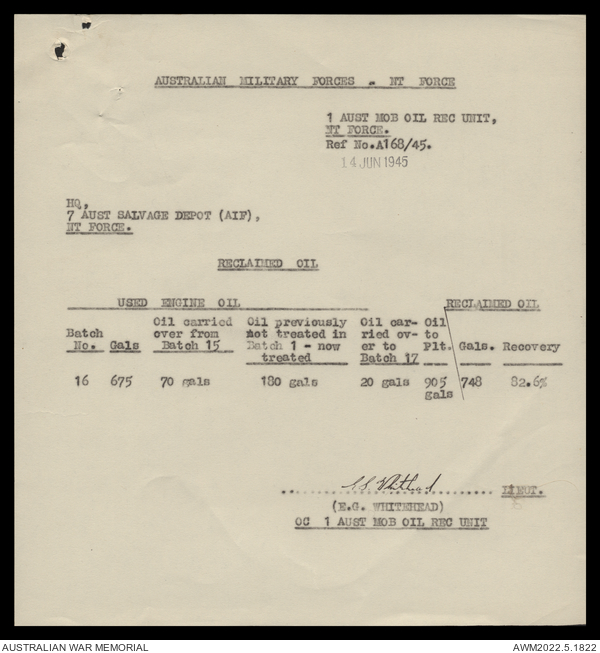 AUSTRALIAN MILITARY FORCES - NT FORCE
1 AUST MOB OIL REC UNIT,
NT FORCE.
Ref No.A168/45.
14 JUN 1945
HQ,
7 AUST SALVAGE DEPOT (AIF),
NT FORCE.
RECLAIMED OIL
USED ENGINE OIL RECLAIMED OIL
Batch No. Gals Oil carried over from Batch 15 Oil previously not treated in Batch 1 - now treated Oil car-ried ov-er to Batch 17 Oil to Plt. Gals. Recovery
16 675 70 gals 180 gals 20 gals 905 gals 748 82.6%
LIEUT.
(E.G. WHITEHEAD)
OC 1 AUST MOB OIL REC UNIT
AUSTRALIAN WAR MEMORIAL
AWM2022.5.1822